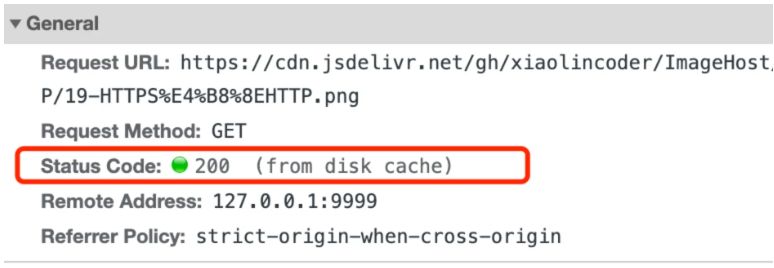 General
Request URL: https://cdn.jsdelivr.net/gh/xiaolincoder/ImageHost/
P/19-HTTPS%E4%B8%8EHTTP.png
Request Method: GET
Status Code: 200 (from disk cache)
Remote Address: 127.0.0.1:9999
Referrer Policy: strict-origin-when-cross-origin